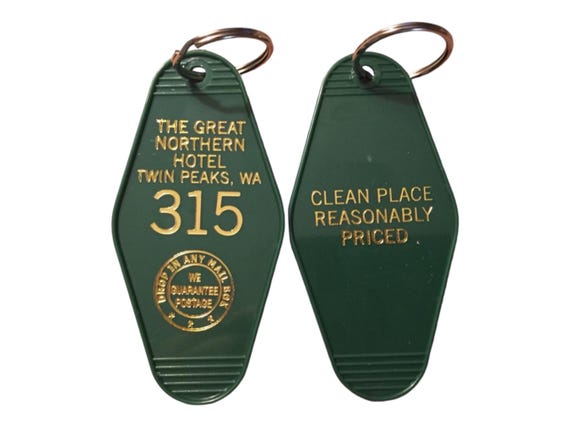 THE GREAT
NORTHERN
HOTEL
TWIN PEAKS, WA
315
DROP IN ANY MAIL BOX
WE
GUARANTEE
POSTAGE
CLEAN PLACE
REASONABLY
PRICED